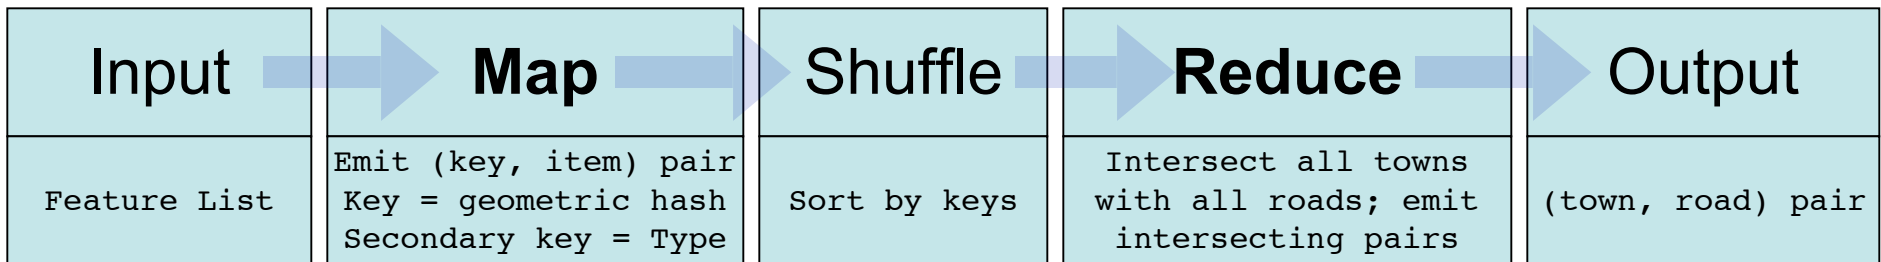 Input
Map
Shuffle
Reduce
Output
Feature List
Emit (key, item) pair
Key = geometric hash
Secondary key = Type
Sort by keys
Intersect all towns
with all roads; emit
intersecting pairs
(town, road) pair